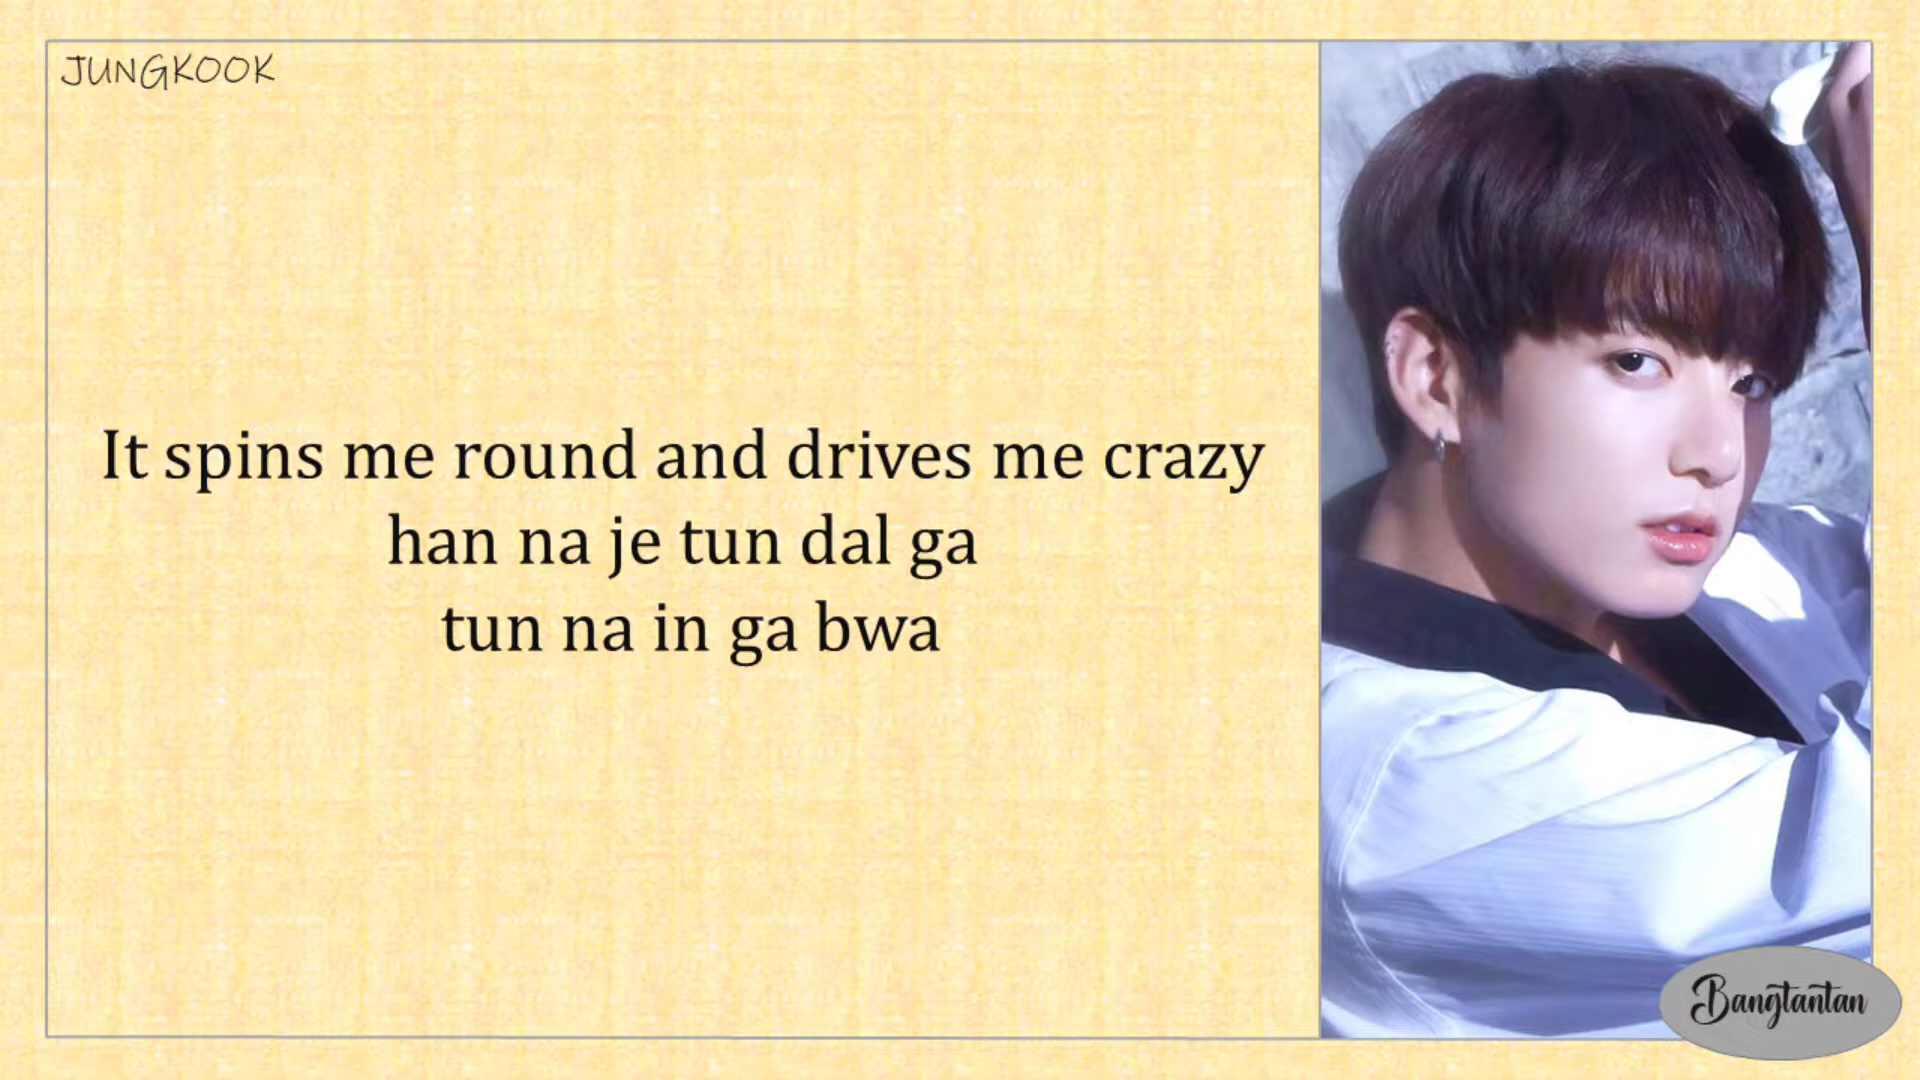 JUNGKOOK
It spins me round and drives me crazy
han na je tun dal ga
tun na in ga bwa
Bangtantan